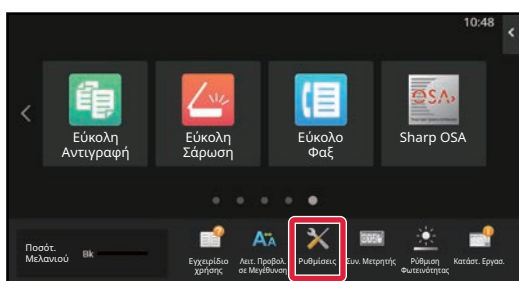 10:48
Εύκολη
Αντιγραφή
Εύκολη
Σάρωση
Εύκολο
Φαξ
OSA
Sharp OSA
Ποσότ.
Μελανιού
Bk
Εγχειρίδιο
χρήσης
Λειτ. Προβολ.
σε Μεγέθυνση
Ρυθμίσεις
Συν. Μετρητής
Ρύθμιση
Φωτεινότητας
Κατάστ. Εργασ.